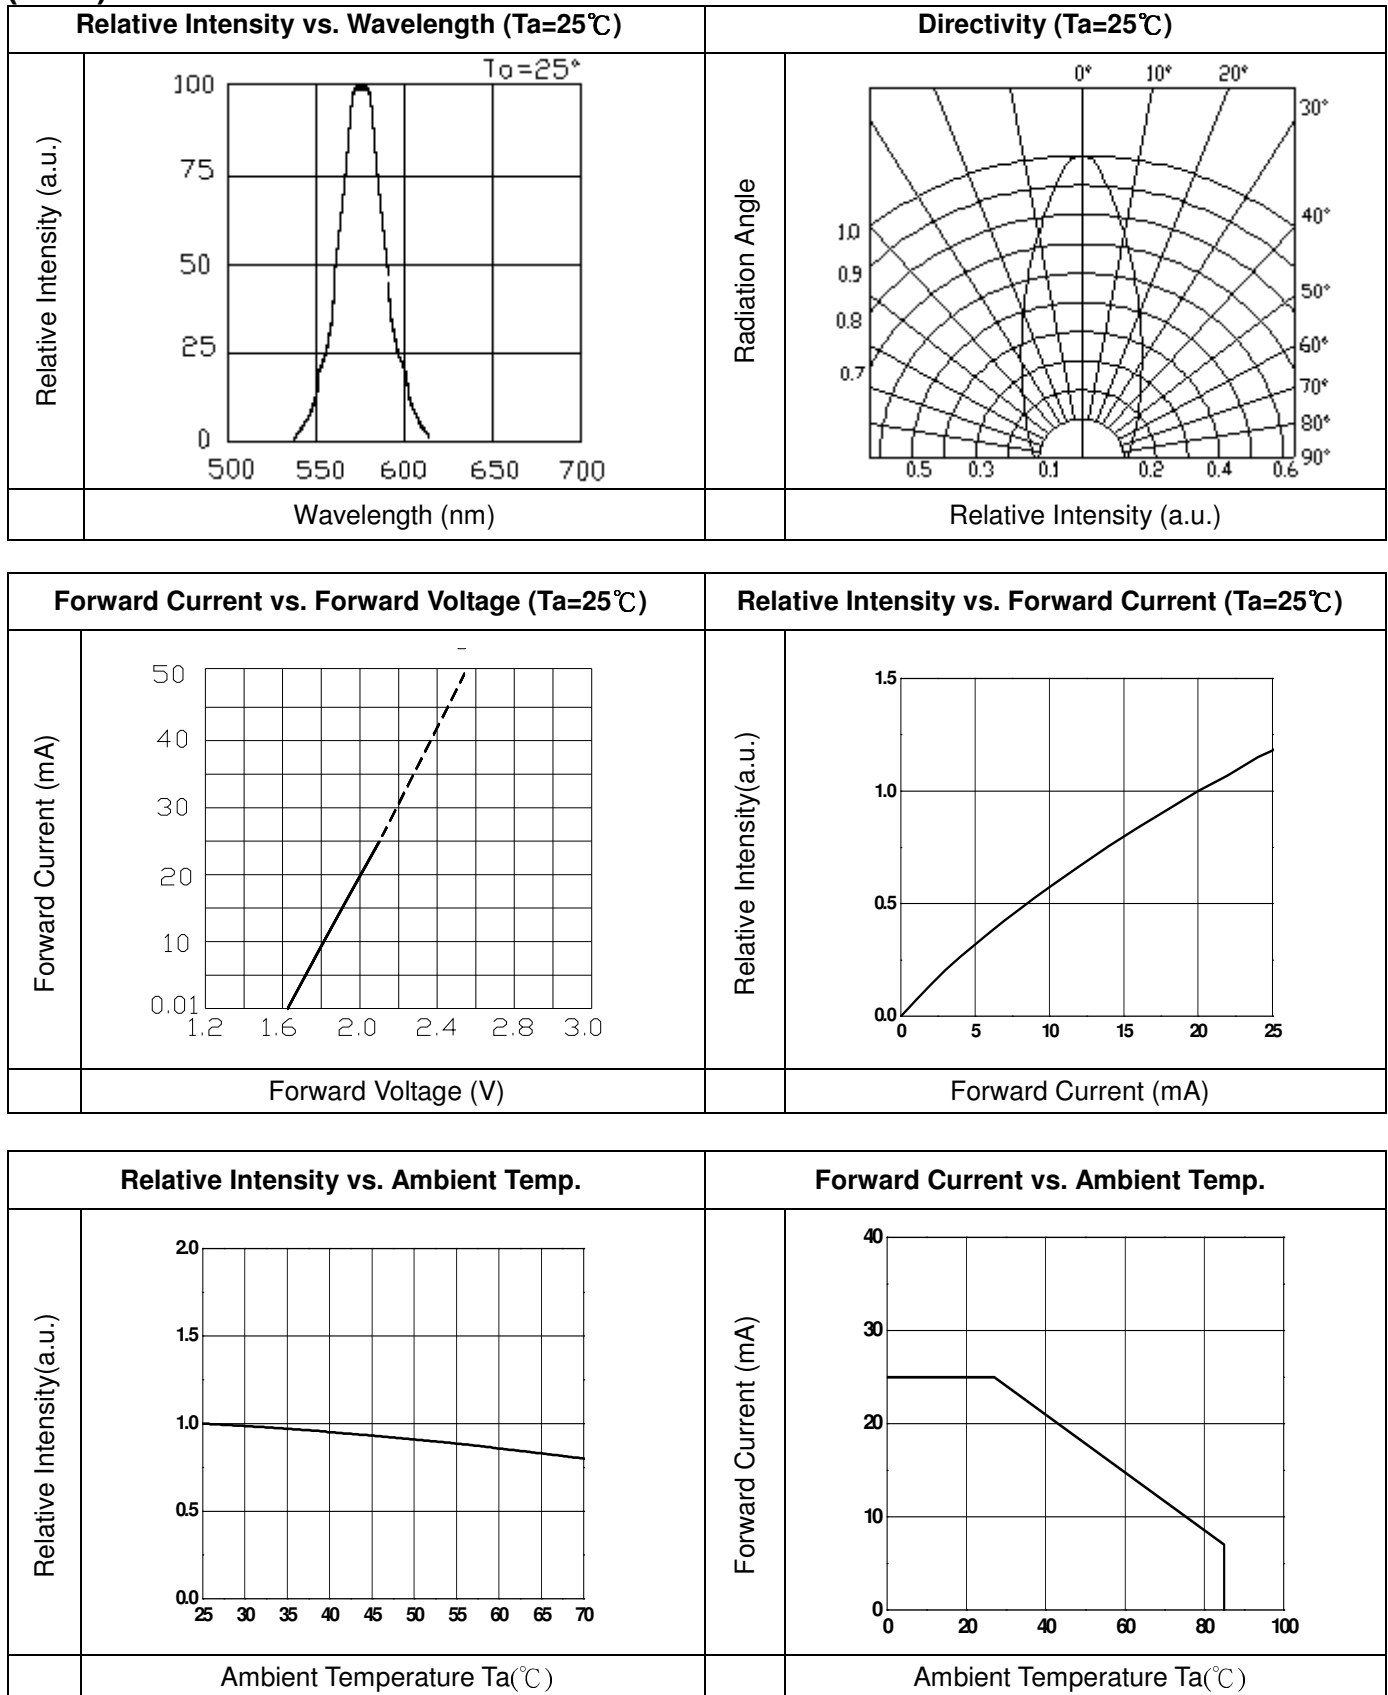 Relative Intensity vs. Wavelength (Ta=25℃)
Directivity (Ta=25℃)
Relative Intensity (a.u.)
Ta=25°
100
75
50
25
0
500 550 600 650 700
Wavelength (nm)
Radiation Angle
0° 10° 20°
30°
40°
50°
60°
70°
80°
90°
1.0
0.9
0.8
0.7
0.5 0.3 0.1 0.2 0.4 0.6
Relative Intensity (a.u.)
Forward Current vs. Forward Voltage (Ta=25℃)
Relative Intensity vs. Forward Current (Ta=25℃)
Forward Current (mA)
50
40
30
20
10
0.01
1.2 1.6 2.0 2.4 2.8 3.0
Forward Voltage (V)
Relative Intensity(a.u.)
1.5
1.0
0.5
0.0
0 5 10 15 20 25
Forward Current (mA)
Relative Intensity vs. Ambient Temp.
Forward Current vs. Ambient Temp.
Relative Intensity(a.u.)
2.0
1.5
1.0
0.5
0.0
25 30 35 40 45 50 55 60 65 70
Ambient Temperature Ta(℃)
Forward Current (mA)
40
30
20
10
0
0 20 40 60 80 100
Ambient Temperature Ta(℃)